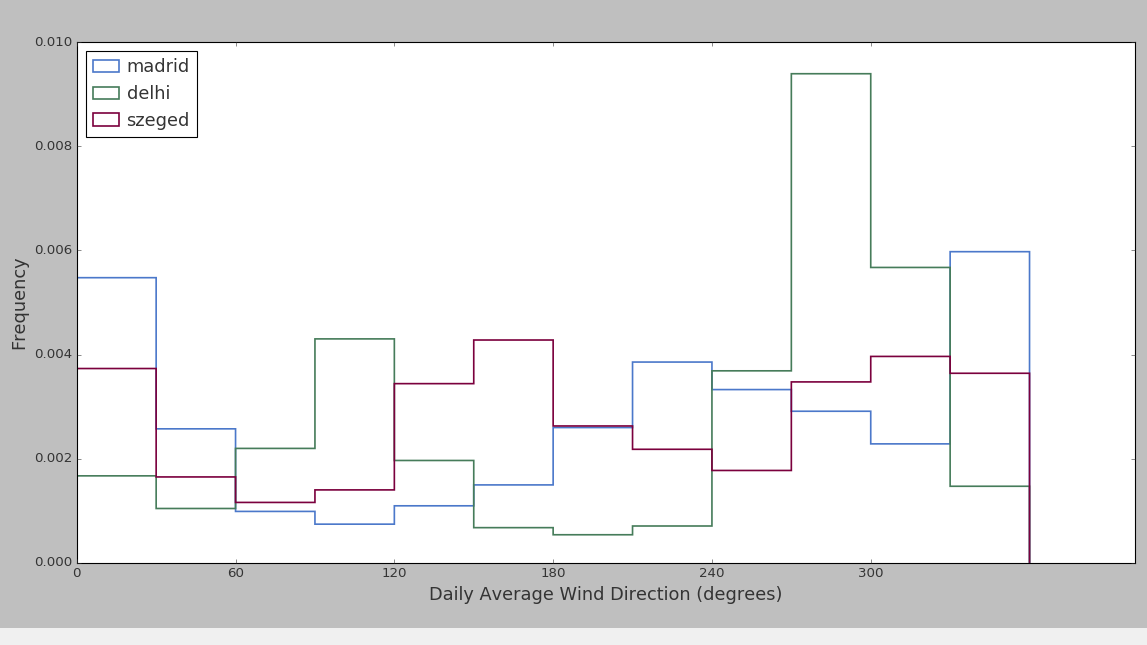 0.010
madrid
delhi
szeged
0.008
0.006
Frequency
0.004
0.002
0.000
0 60 120 180 240 300
Daily Average Wind Direction (degrees)